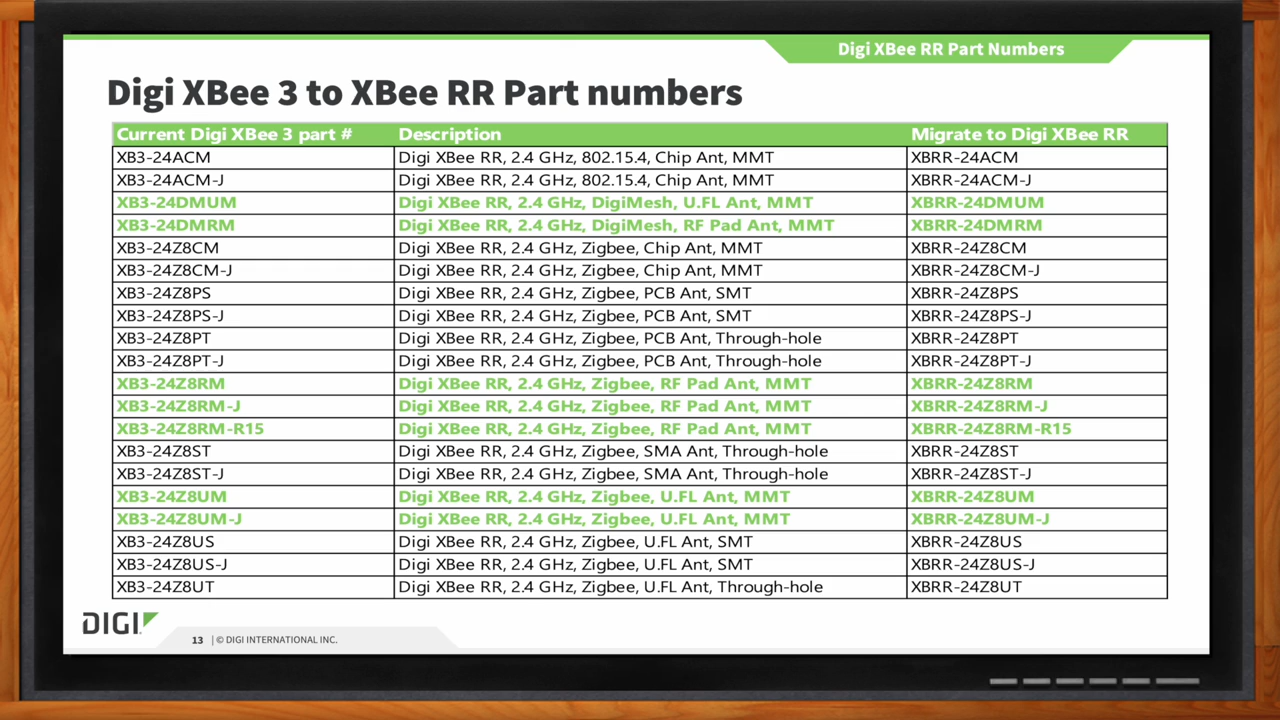 Digi XBee RR Part Numbers
Digi XBee 3 to XBee RR Part numbers
Current Digi XBee 3 part # Description Migrate to Digi XBee RR
XB3-24ACM Digi XBee RR, 2.4 GHz, 802.15.4, Chip Ant, MMT XBRR-24ACM
XB3-24ACM-J Digi XBee RR, 2.4 GHz, 802.15.4, Chip Ant, MMT XBRR-24ACM-J
XB3-24DMUM Digi XBee RR, 2.4 GHz, DigiMesh, U.FL Ant, MMT XBRR-24DMUM
XB3-24DMRM Digi XBee RR, 2.4 GHz, DigiMesh, RF Pad Ant, MMT XBRR-24DMRM
XB3-24Z8CM Digi XBee RR, 2.4 GHz, Zigbee, Chip Ant, MMT XBRR-24Z8CM
XB3-24Z8CM-J Digi XBee RR, 2.4 GHz, Zigbee, Chip Ant, MMT XBRR-24Z8CM-J
XB3-24Z8PS Digi XBee RR, 2.4 GHz, Zigbee, PCB Ant, SMT XBRR-24Z8PS
XB3-24Z8PS-J Digi XBee RR, 2.4 GHz, Zigbee, PCB Ant, SMT XBRR-24Z8PS-J
XB3-24Z8PT Digi XBee RR, 2.4 GHz, Zigbee, PCB Ant, Through-hole XBRR-24Z8PT
XB3-24Z8PT-J Digi XBee RR, 2.4 GHz, Zigbee, PCB Ant, Through-hole XBRR-24Z8PT-J
XB3-24Z8RM Digi XBee RR, 2.4 GHz, Zigbee, RF Pad Ant, MMT XBRR-24Z8RM
XB3-24Z8RM-J Digi XBee RR, 2.4 GHz, Zigbee, RF Pad Ant, MMT XBRR-24Z8RM-J
XB3-24Z8RM-R15 Digi XBee RR, 2.4 GHz, Zigbee, RF Pad Ant, MMT XBRR-24Z8RM-R15
XB3-24Z8ST Digi XBee RR, 2.4 GHz, Zigbee, SMA Ant, Through-hole XBRR-24Z8ST
XB3-24Z8ST-J Digi XBee RR, 2.4 GHz, Zigbee, SMA Ant, Through-hole XBRR-24Z8ST-J
XB3-24Z8UM Digi XBee RR, 2.4 GHz, Zigbee, U.FL Ant, MMT XBRR-24Z8UM
XB3-24Z8UM-J Digi XBee RR, 2.4 GHz, Zigbee, U.FL Ant, MMT XBRR-24Z8UM-J
XB3-24Z8US Digi XBee RR, 2.4 GHz, Zigbee, U.FL Ant, SMT XBRR-24Z8US
XB3-24Z8US-J Digi XBee RR, 2.4 GHz, Zigbee, U.FL Ant, SMT XBRR-24Z8US-J
XB3-24Z8UT Digi XBee RR, 2.4 GHz, Zigbee, U.FL Ant, Through-hole XBRR-24Z8UT
DIGI
13 | © DIGI INTERNATIONAL INC.